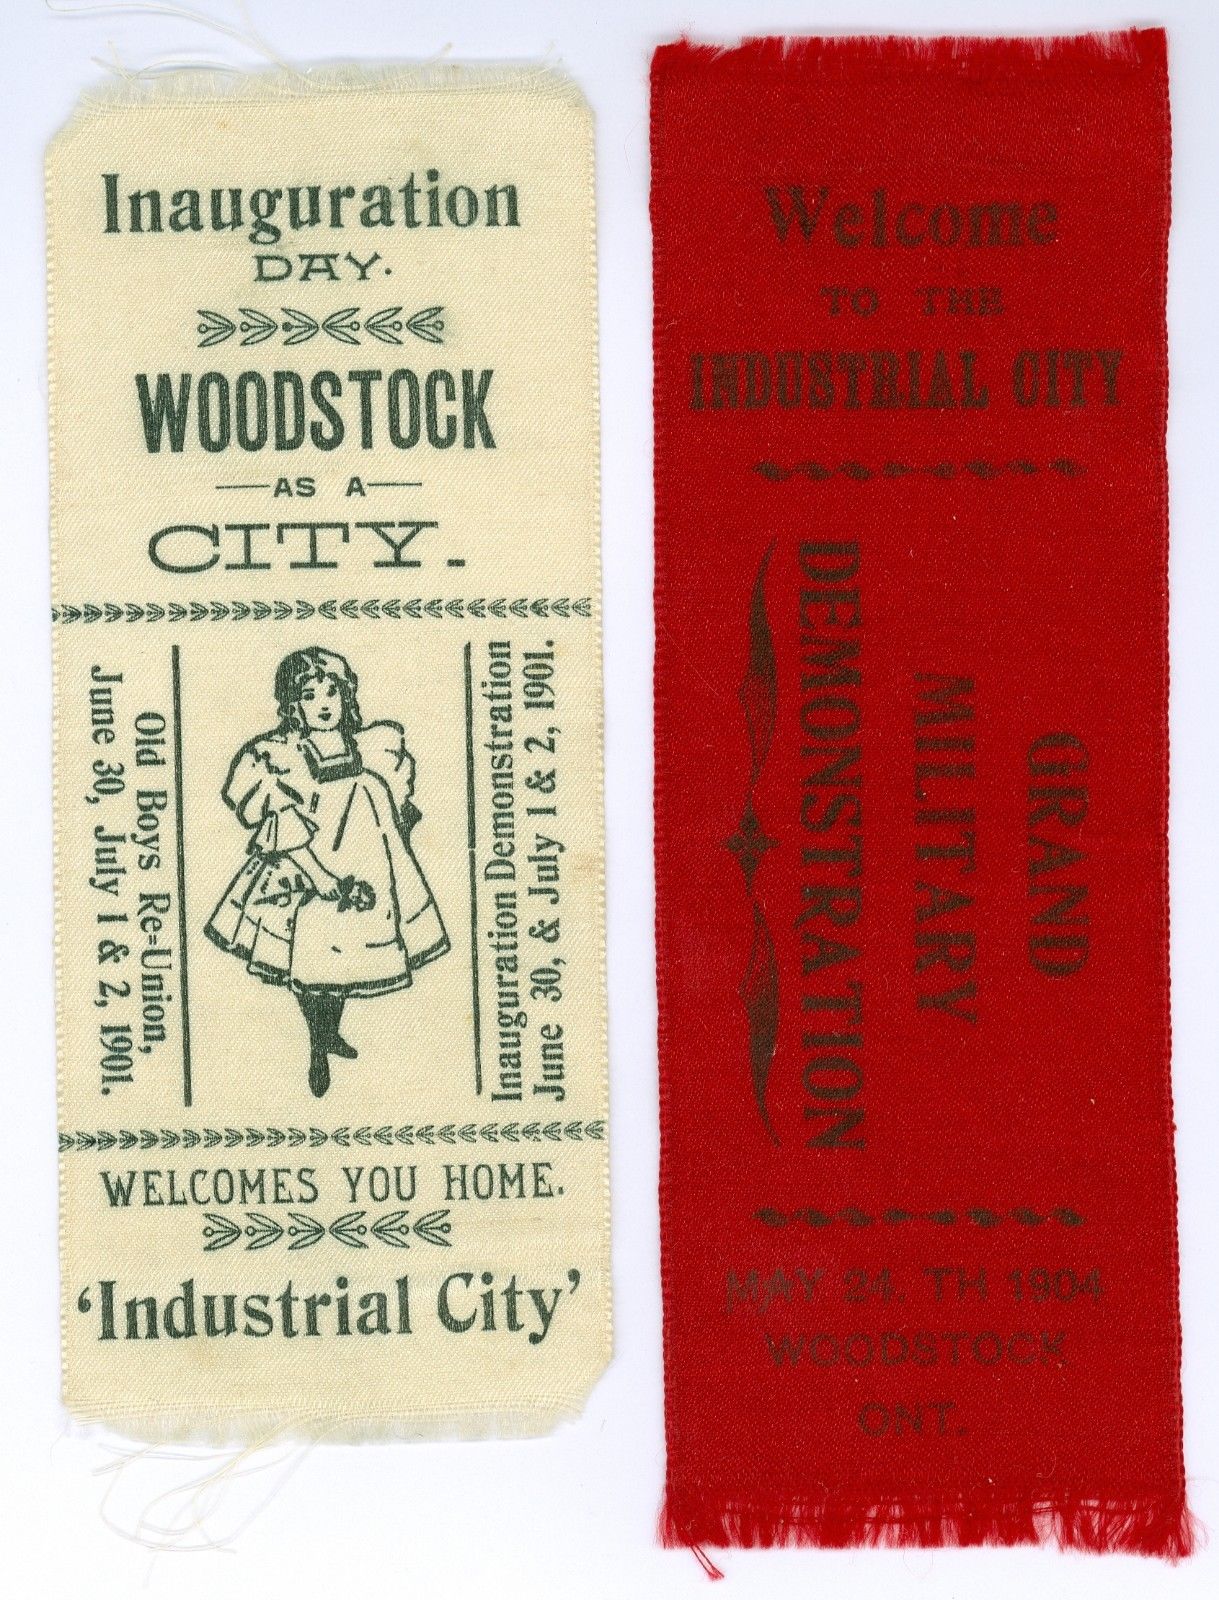 Inauguration
DAY.
WOODSTOCK
AS A
CITY.
Old Boys Re=Union,
June 30, July 1 & 2, 1901.
Inauguration Demonstration
June 30, & July 1 & 2, 1901.
WELCOMES YOU HOME.
‘Industrial City’
Welcome
TO THE
INDUSTRIAL CITY
GRAND
MILITARY
DEMONSTRATION
MAY 24. TH 1904
WOODSTOCK
ONT.